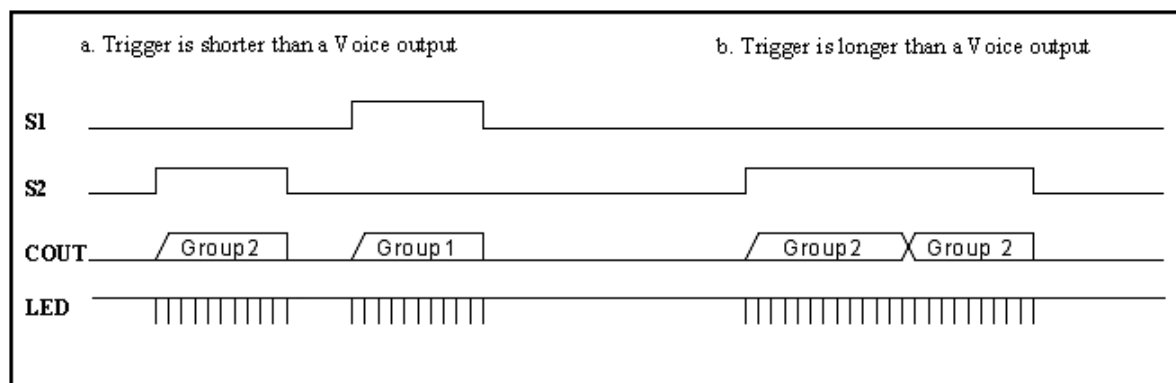 a. Trigger is shorter than a Voice output
b. Trigger is longer than a Voice output
S1
S2
COUT
Group2
Group1
Group2
Group 2
LED